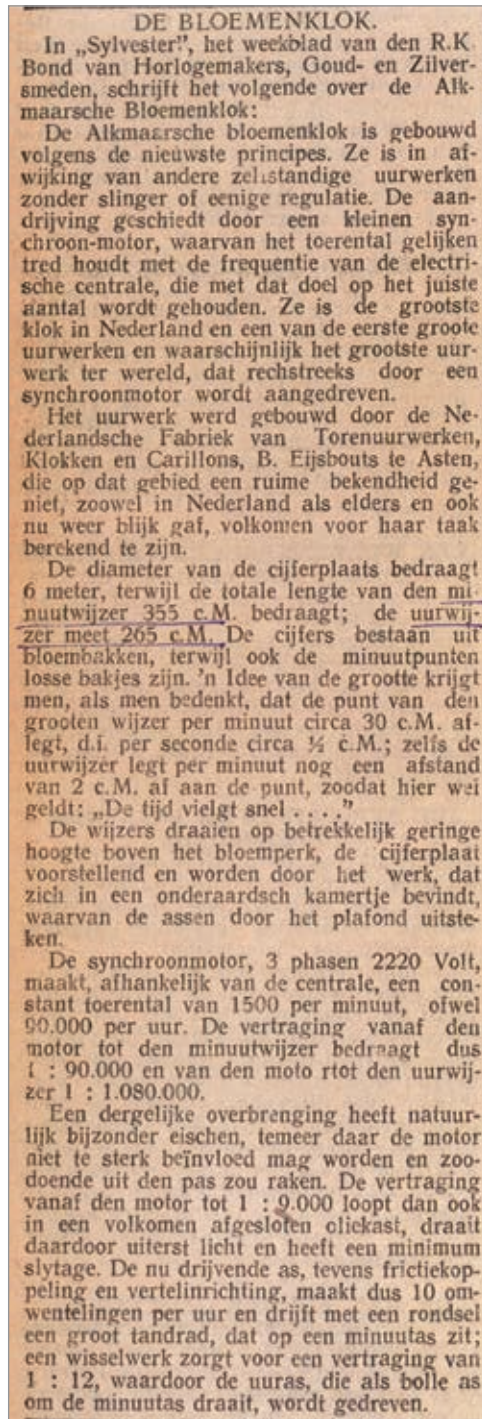 DE BLOEMENKLOK.
In „Sylvester”, het weekblad van den R.K
Bond van Horlogemakers, Goud- en Zilver-
smeden, schrijft het volgende over de Alk-
maarsche Bloemenklok:
De Alkmaarsche bloemenklok is gebouwd
volgens de nieuwste principes. Ze is in af-
wijking van andere zelfstandige uurwerken
zonder slinger of eenige regulatie. De aan-
drijving geschiedt door een kleinen syn-
chroon-motor, waarvan het toerental gelijken
tred houdt met de frequentie van de electri-
sche centrale, die met dat doel op het juiste
aantal wordt gehouden. Ze is de grootste
klok in Nederland en een van de eerste groote
uurwerken en waarschijnlijk het grootste uur-
werk ter wereld, dat rechstreeks door een
synchroonmotor wordt aangedreven.
Het uurwerk werd gebouwd door de Ne-
derlandsche Fabriek van Torenuurwerken,
Klokken en Carillons, B. Eijsbouts te Asten,
die op dat gebied een ruime bekendheid ge-
niet, zoowel in Nederland als elders en ook
nu weer blijk gaf, volkomen voor haar taak
berekend te zijn.
De diameter van de cijferplaats bedraagt
6 meter, terwijl de totale lengte van den mi-
nuutwijzer 355 c.M. bedraagt; de uurwij-
zer meet 265 c.M. De cijfers bestaan uit
bloembakken, terwijl ook de minuutpunten
losse bakjes zijn. 'n Idee van de grootte krijgt
men, als men bedenkt, dat de punt van den
grooten wijzer per minuut circa 30 c.M. af-
legt, d.i. per seconde circa ½ c.M.; zelfs de
uurwijzer legt per minuut nog een afstand
van 2 c.M. af aan de punt, zoodat hier wel
geldt: „De tijd vielgt snel . . . .”
De wijzers draaien op betrekkelijk geringe
hoogte boven het bloemperk, de cijferplaat
voorstellend en worden door het werk, dat
zich in een onderaardsch kamertje bevindt,
waarvan de assen door het plafond uitste-
ken.
De synchroonmotor, 3 phasen 2220 Volt,
maakt, afhankelijk van de centrale, een con-
stant toerental van 1500 per minuut, ofwel
90.000 per uur. De vertraging vanaf den
motor tot den minuutwijzer bedraagt dus
1 : 90.000 en van den moto rtot den uurwij-
zer 1 : 1.080.000.
Een dergelijke overbrenging heeft natuur-
lijk bijzonder eischen, temeer daar de motor
niet te sterk beïnvloed mag worden en zoo-
doende uit den pas zou raken. De vertraging
vanaf den motor tot 1 : 9.000 loopt dan ook
in een volkomen afgesloten oliekast, draait
daardoor uiterst licht en heeft een minimum
slytage. De nu drijvende as, tevens frictiekop-
peling en vertelinrichting, maakt dus 10 om-
wentelingen per uur en drijft met een rondsel
een groot tandrad, dat op een minuutas zit;
een wisselwerk zorgt voor een vertraging van
1 : 12, waardoor de uuras, die als bolle as
om de minuutas draait, wordt gedreven.